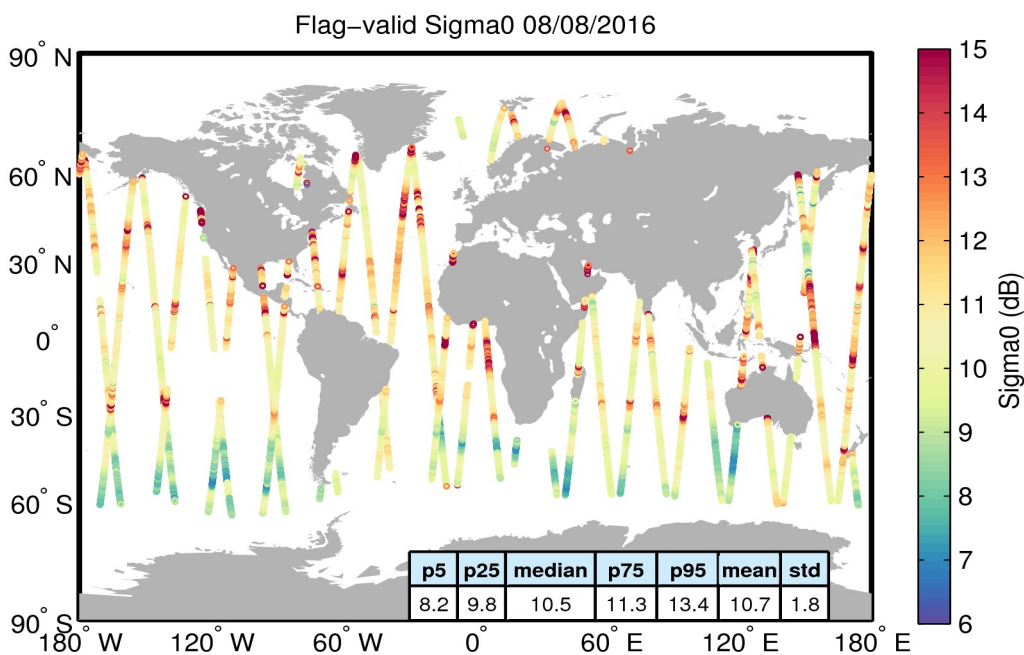 Flag−valid Sigma0 08/08/2016
90° N
60° N
30° N
0°
30° S
60° S
90° S
180° W
120° W
60° W
0°
60° E
120° E
180° E
p5 p25 median p75 p95 mean std
8.2 9.8 10.5 11.3 13.4 10.7 1.8
15
14
13
12
11
10
9
8
7
6
Sigma0 (dB)